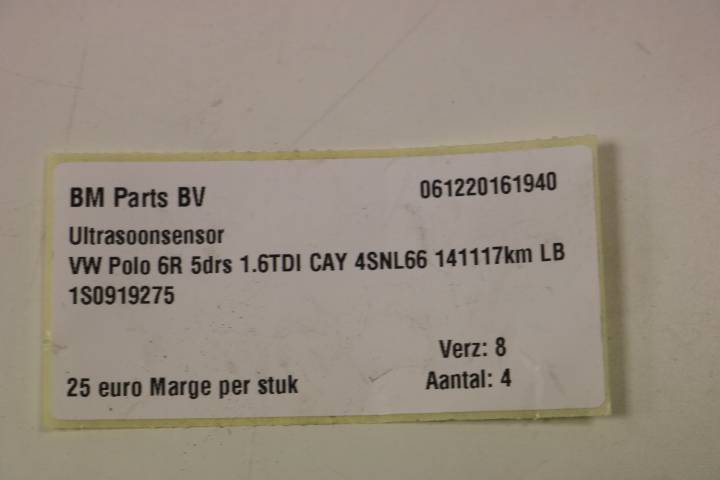 BM Parts BV 061220161940
Ultrasoonsensor
VW Polo 6R 5drs 1.6TDI CAY 4SNL66 141117km LB
1S0919275
Verz: 8
25 euro Marge per stuk Aantal: 4